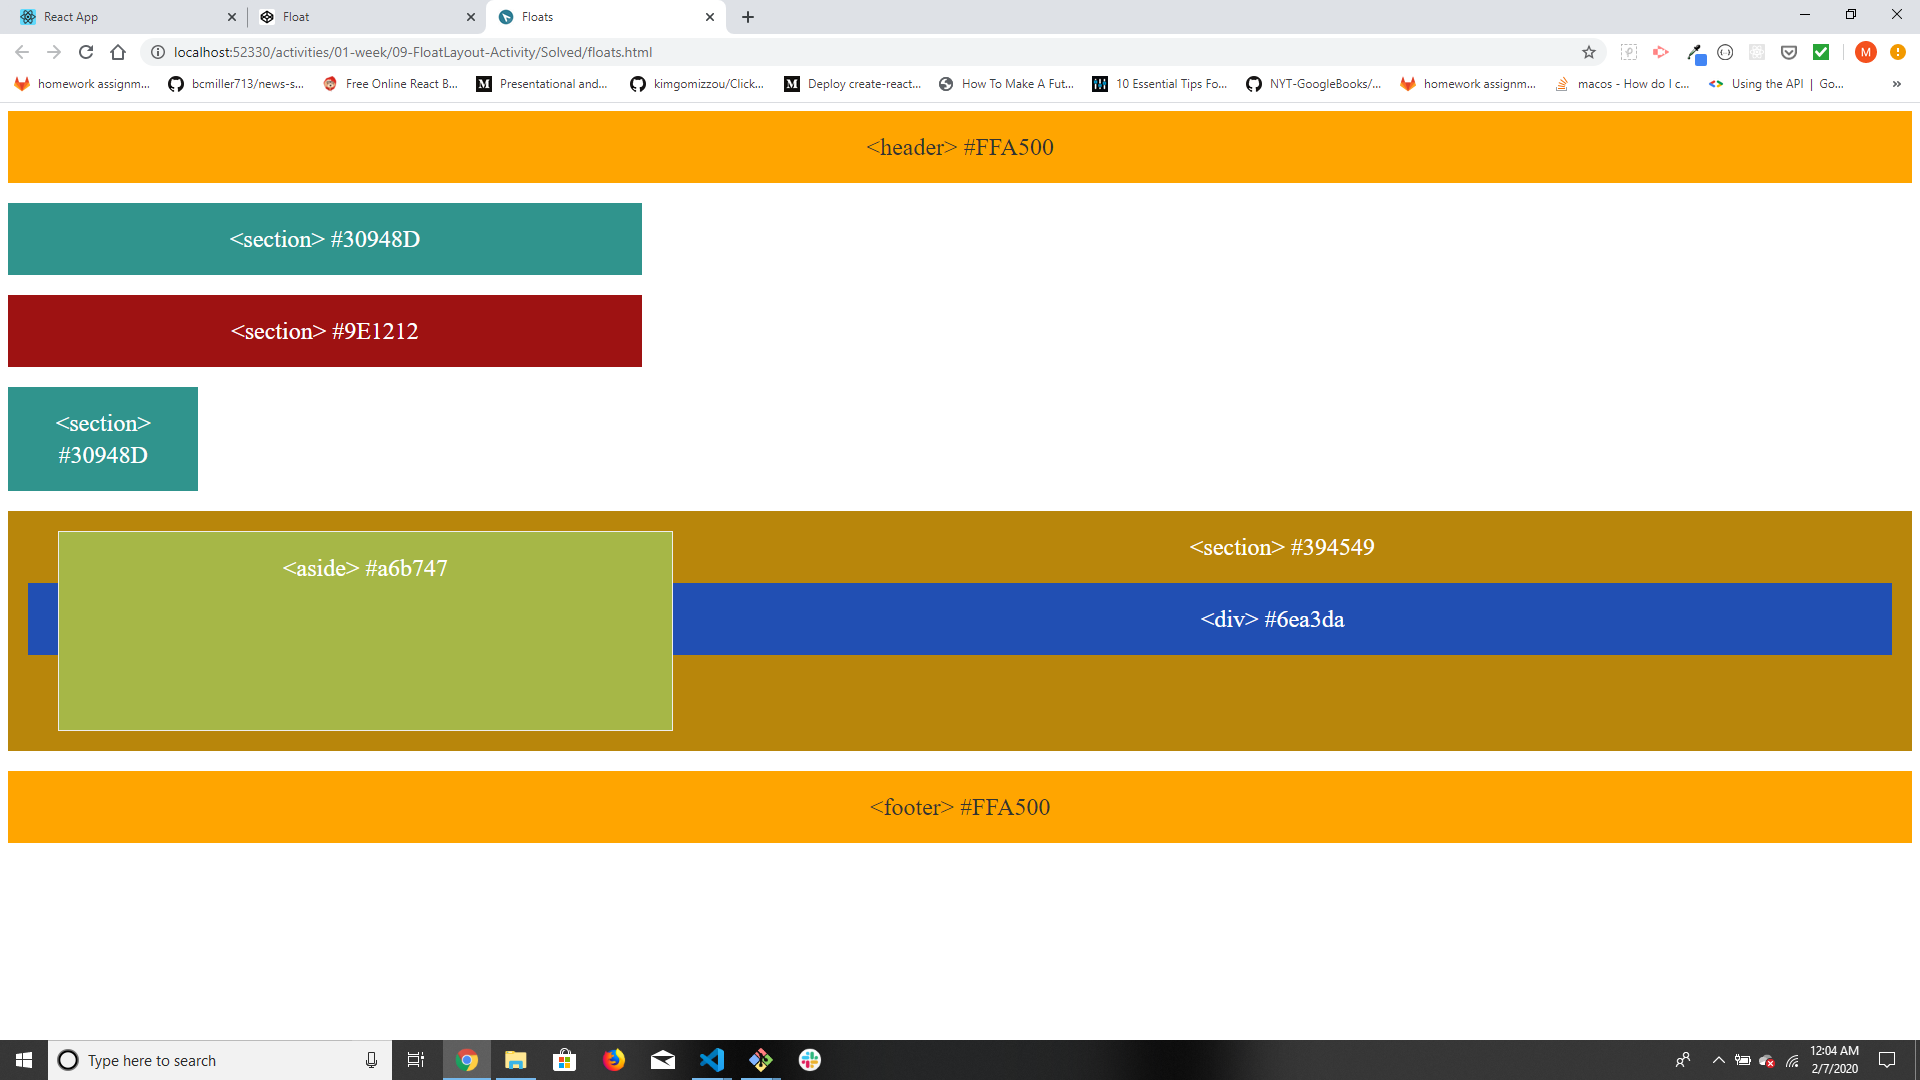 React App
Float
Floats
localhost:52330/activities/01-week/09-FloatLayout-Activity/Solved/floats.html
M
homework assignm...
bcmiller713/news-s...
Free Online React B...
M
Presentational and...
kimgomizzou/Click...
M
Deploy create-react...
How To Make A Fut...
10 Essential Tips Fo...
NYT-GoogleBooks/...
homework assignm...
macos - How do I c...
Using the API | Go...
»
<header> #FFA500
<section> #30948D
<section> #9E1212
<section>
#30948D
<section> #394549
<aside> #a6b747
<div> #6ea3da
<footer> #FFA500
Type here to search
12:04 AM
2/7/2020